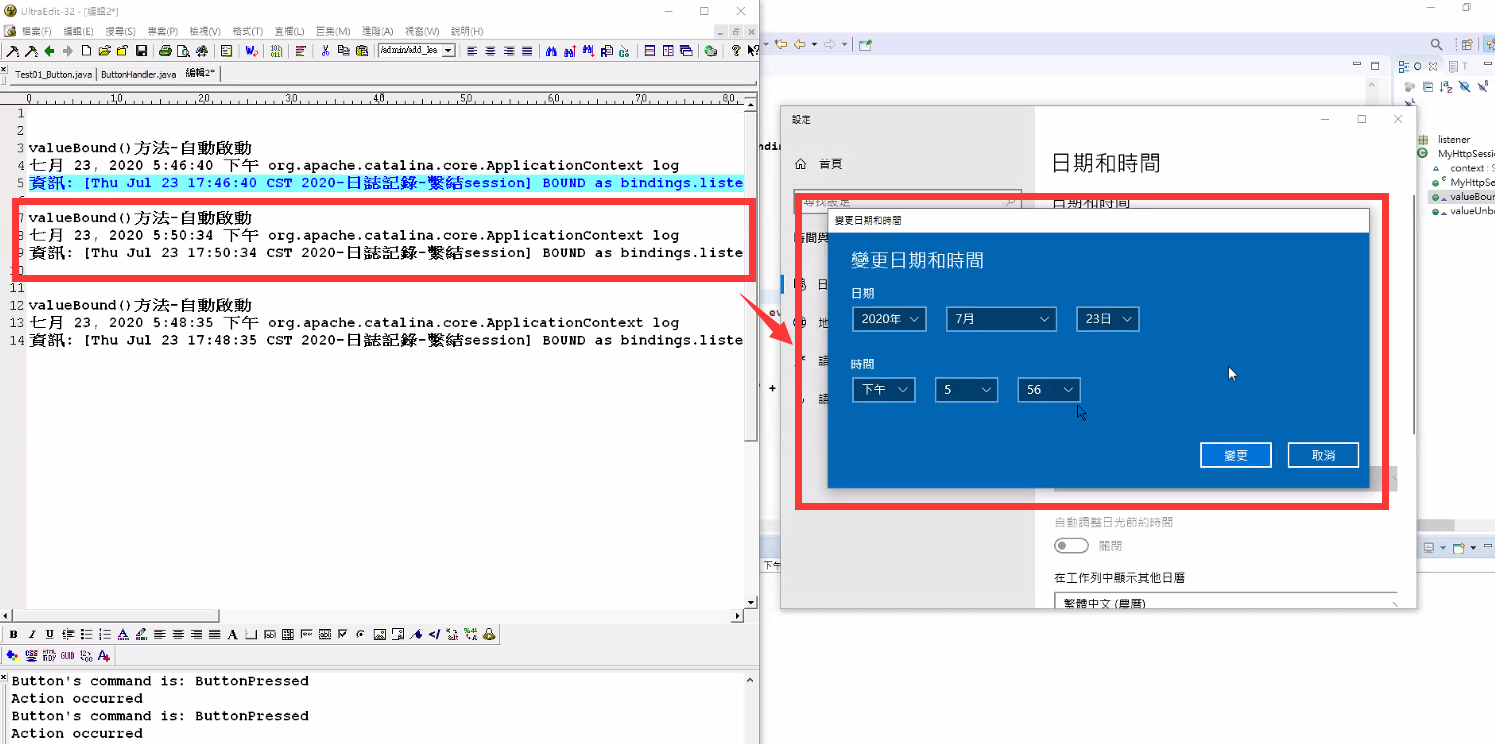 UltraEdit-32 - [編輯2*]
檔案(F) 編輯(E) 搜尋(S) 專案(P) 檢視(V) 格式(T) 直欄(L) 巨集(M) 進階(A) 視窗(W) 說明(H)
/admin/add_les
Test01_Button.java ButtonHandler.java 編輯2*
0 10 20 30 40 50 60 70 80
1
2
3 valueBound()方法-自動啟動
4 七月 23, 2020 5:46:40 下午 org.apache.catalina.core.ApplicationContext log
5 資訊: [Thu Jul 23 17:46:40 CST 2020-日誌記錄-繫結session] BOUND as bindings.liste
7 valueBound()方法-自動啟動
8 七月 23, 2020 5:50:34 下午 org.apache.catalina.core.ApplicationContext log
9 資訊: [Thu Jul 23 17:50:34 CST 2020-日誌記錄-繫結session] BOUND as bindings.liste
10
11
12 valueBound()方法-自動啟動
13 七月 23, 2020 5:48:35 下午 org.apache.catalina.core.ApplicationContext log
14 資訊: [Thu Jul 23 17:48:35 CST 2020-日誌記錄-繫結session] BOUND as bindings.liste
Button's command is: ButtonPressed
Action occurred
Button's command is: ButtonPressed
Action occurred
設定
首頁
尋找設定
時間與
日
地
語
語
日期和時間
日期和時間
變更日期和時間
變更日期和時間
日期
2020年 7月 23日
時間
下午 5 56
變更 取消
自動調整日光節約時間
關閉
在工作列中顯示其他日曆
繁體中文 (農曆)
下午
listener
MyHttpSessi
context : S
MyHttpSe
valueBoun
valueUnbo